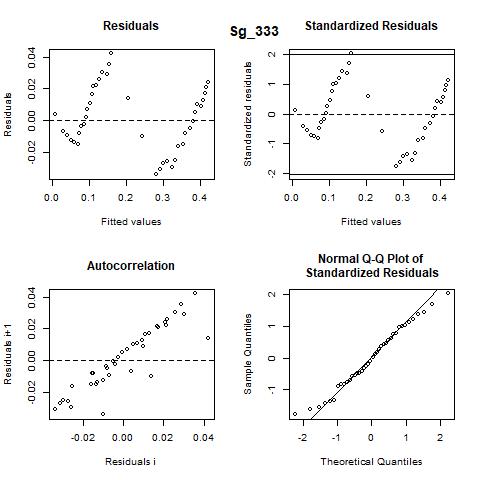 Sg_333
Residuals
Residuals
-0.02 0.00 0.02 0.04
0.0 0.1 0.2 0.3 0.4
Fitted values
Standardized Residuals
Standardized residuals
-2 -1 0 1 2
0.0 0.1 0.2 0.3 0.4
Fitted values
Autocorrelation
Residuals i+1
-0.02 0.00 0.02 0.04
-0.02 0.00 0.02 0.04
Residuals i
Normal Q-Q Plot of
Standardized Residuals
Sample Quantiles
-1 0 1 2
-2 -1 0 1 2
Theoretical Quantiles